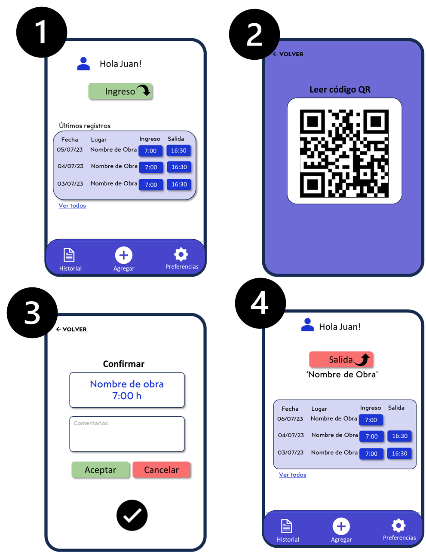 1
Hola Juan!
Ingreso
Últimos registros
Fecha Lugar Ingreso Salida
05/07/23 Nombre de Obra 7:00 16:30
04/07/23 Nombre de Obra 7:00 16:30
03/07/23 Nombre de Obra 7:00 16:30
Ver todos
Historial Agregar Preferencias
2
← VOLVER
Leer código QR
3
← VOLVER
Confirmar
Nombre de obra
7:00 h
Comentarios
Aceptar Cancelar
4
Hola Juan!
Salida
"Nombre de Obra"
Fecha Lugar Ingreso Salida
06/07/23 Nombre de Obra 7:00
04/07/23 Nombre de Obra 7:00 16:30
03/07/23 Nombre de Obra 7:00 16:30
Ver todos
Historial Agregar Preferencias